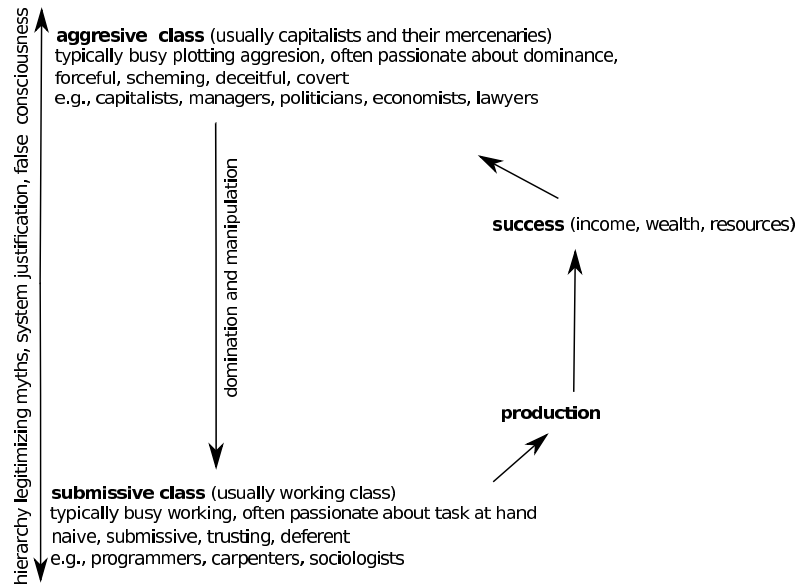 aggresive class (usually capitalists and their mercenaries)
typically busy plotting aggresion, often passionate about dominance,
forceful, scheming, deceitful, covert
e.g., capitalists, managers, politicians, economists, lawyers
hierarchy legitimizing myths, system justification, false consciousness
domination and manipulation
success (income, wealth, resources)
production
submissive class (usually working class)
typically busy working, often passionate about task at hand
naive, submissive, trusting, deferent
e.g., programmers, carpenters, sociologists